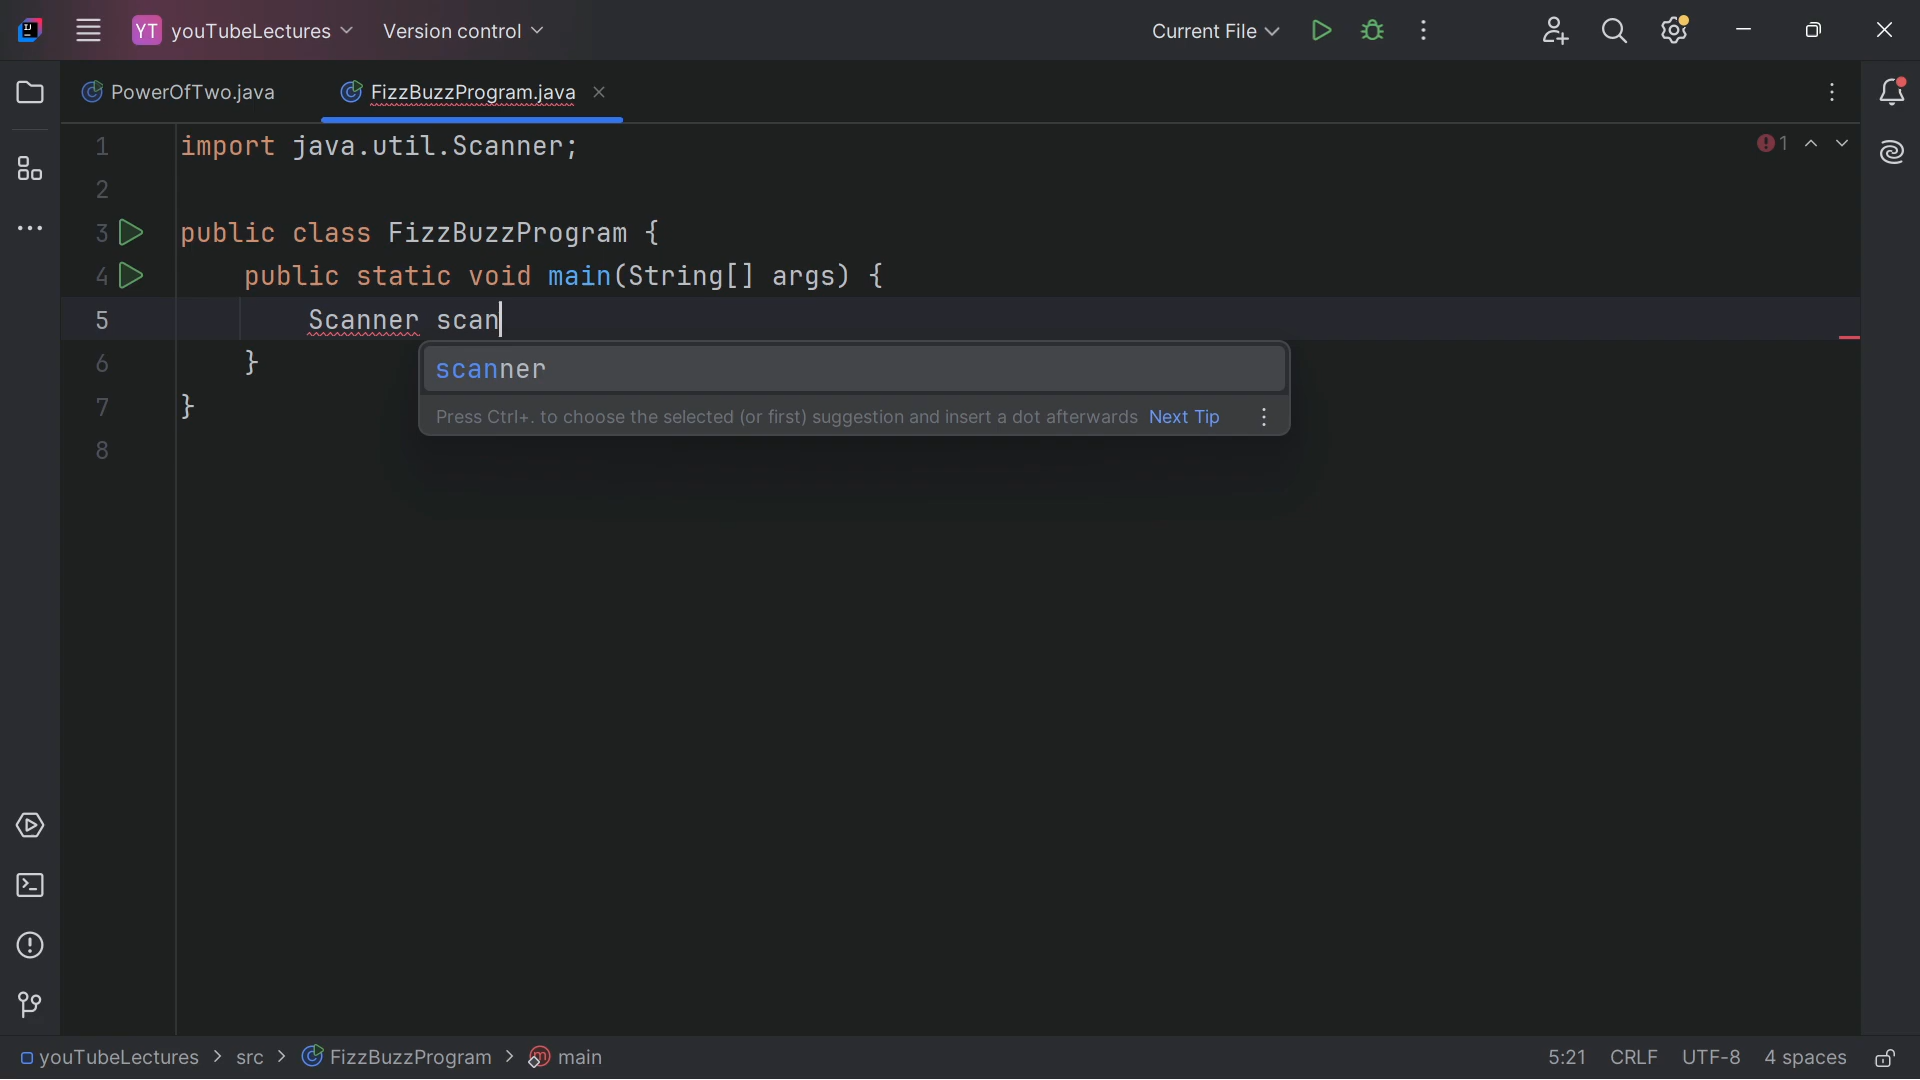 YT youTubeLectures Version control Current File
PowerOfTwo.java FizzBuzzProgram.java
1 import java.util.Scanner; 1
2
3 public class FizzBuzzProgram {
4 public static void main(String[] args) {
5 Scanner scan
scanner
6 }
Press Ctrl+. to choose the selected (or first) suggestion and insert a dot afterwards Next Tip
7 }
8
youTubeLectures > src > FizzBuzzProgram > main 5:21 CRLF UTF-8 4 spaces